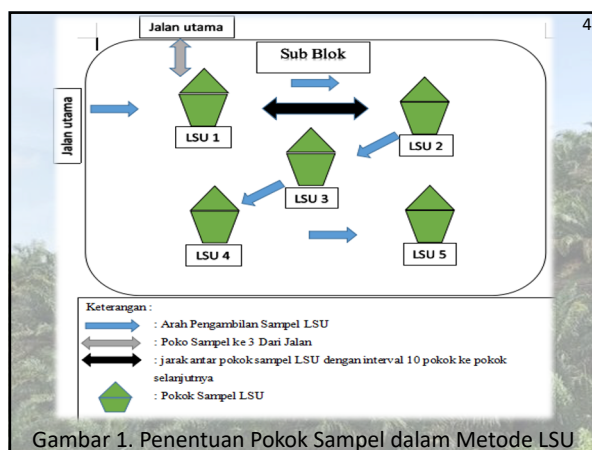 4
Jalan utama
Sub Blok
Jalan utama
LSU 1
LSU 2
LSU 3
LSU 4
LSU 5
Keterangan :
: Arah Pengambilan Sampel LSU
: Poko Sampel ke 3 Dari Jalan
: jarak antar pokok sampel LSU dengan interval 10 pokok ke pokok
selanjutnya
: Pokok Sampel LSU
Gambar 1. Penentuan Pokok Sampel dalam Metode LSU